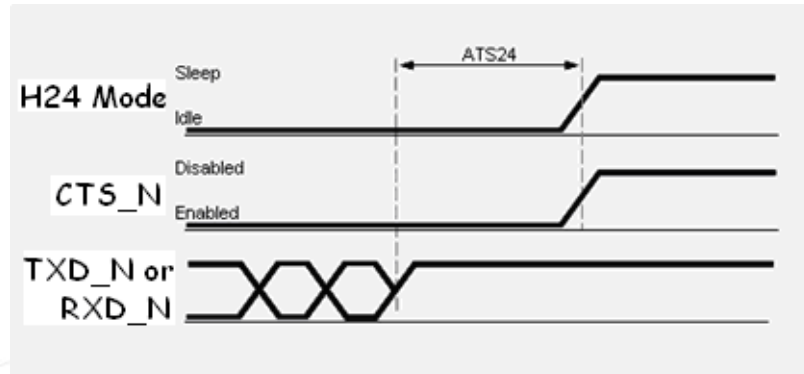 ATS24
Sleep
H24 Mode
Idle
Disabled
CTS_N
Enabled
TXD_N or
RXD_N